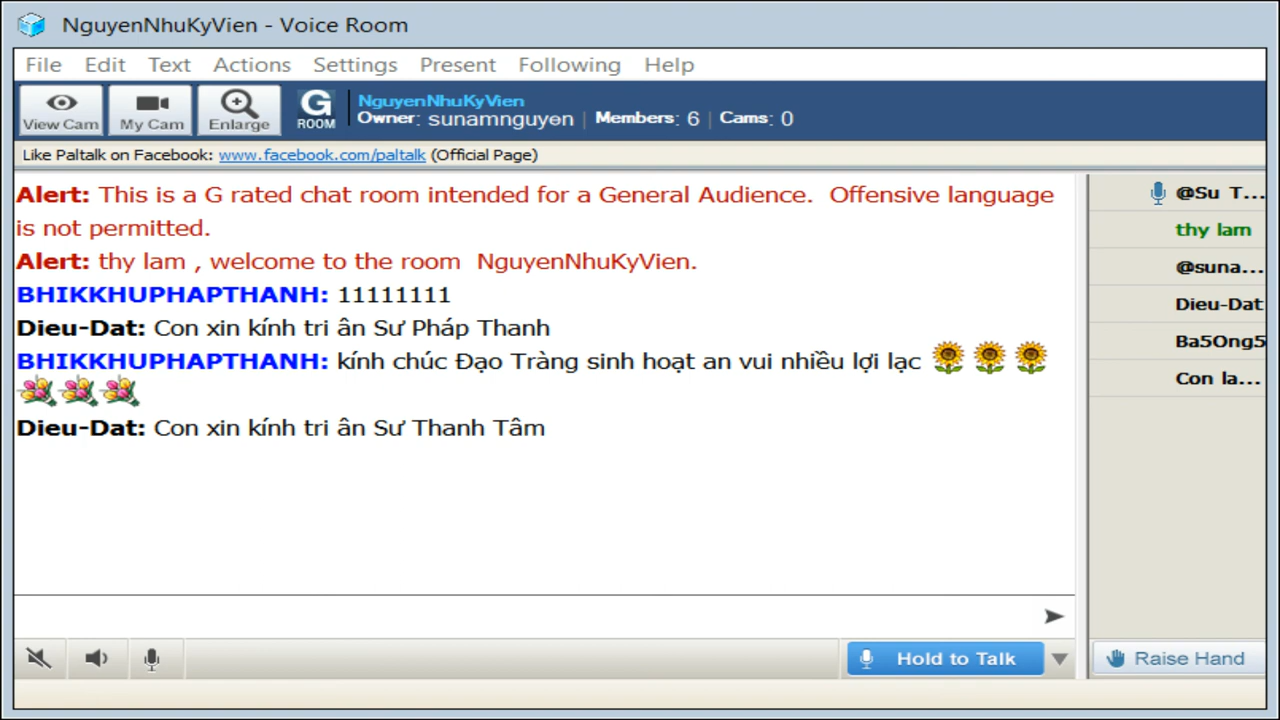 NguyenNhuKyVien - Voice Room
File Edit Text Actions Settings Present Following Help
View Cam My Cam Enlarge G ROOM NguyenNhuKyVien
Owner: sunamnguyen | Members: 6 | Cams: 0
Like Paltalk on Facebook: www.facebook.com/paltalk (Official Page)
Alert: This is a G rated chat room intended for a General Audience. Offensive language
is not permitted.
Alert: thy lam , welcome to the room NguyenNhuKyVien.
BHIKKHUPHAPTHANH: 11111111
Dieu-Dat: Con xin kính tri ân Sư Pháp Thanh
BHIKKHUPHAPTHANH: kính chúc Đạo Tràng sinh hoạt an vui nhiều lợi lạc
Dieu-Dat: Con xin kính tri ân Sư Thanh Tâm
@Su T...
thy lam
@suna...
Dieu-Dat
Ba5Ong5
Con la...
Hold to Talk
Raise Hand